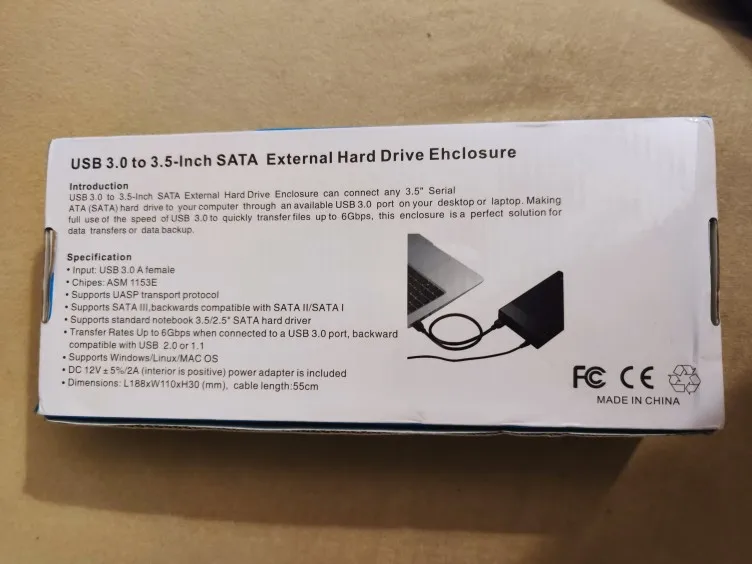 USB 3.0 to 3.5-Inch SATA External Hard Drive Ehclosure
Introduction
USB 3.0 to 3.5-Inch SATA External Hard Drive Enclosure can connect any 3.5" Serial
ATA (SATA) hard drive to your computer through an available USB 3.0 port on your desktop or laptop. Making
full use of the speed of USB 3.0 to quickly transfer files up to 6Gbps, this enclosure is a perfect solution for
data transfers or data backup.
Specification
• Input: USB 3.0 A female
• Chipes: ASM 1153E
• Supports UASP transport protocol
• Supports SATA III,backwards compatible with SATA II/SATA I
• Supports standard notebook 3.5/2.5" SATA hard driver
• Transfer Rates Up to 6Gbps when connected to a USB 3.0 port, backward
compatible with USB 2.0 or 1.1
• Supports Windows/Linux/MAC OS
• DC 12V ± 5%/2A (interior is positive) power adapter is included
• Dimensions: L188xW110xH30 (mm), cable length:55cm
FC CE
MADE IN CHINA